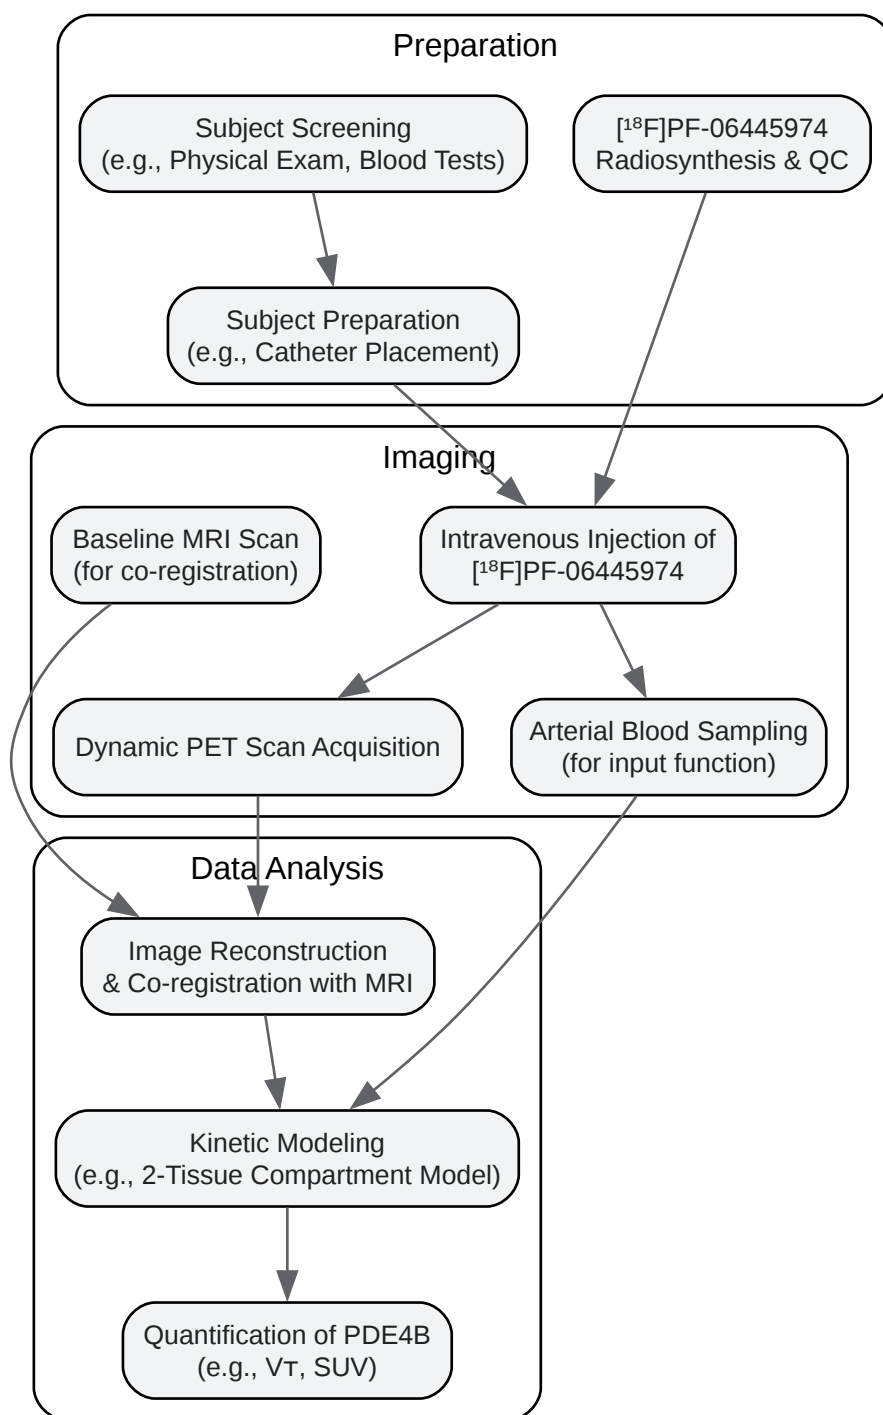 Preparation
Subject Screening
(e.g., Physical Exam, Blood Tests)
[¹⁸F]PF-06445974
Radiosynthesis & QC
Subject Preparation
(e.g., Catheter Placement)
Imaging
Baseline MRI Scan
(for co-registration)
Intravenous Injection of
[¹⁸F]PF-06445974
Dynamic PET Scan Acquisition
Arterial Blood Sampling
(for input function)
Data Analysis
Image Reconstruction
& Co-registration with MRI
Kinetic Modeling
(e.g., 2-Tissue Compartment Model)
Quantification of PDE4B
(e.g., Vᴛ, SUV)